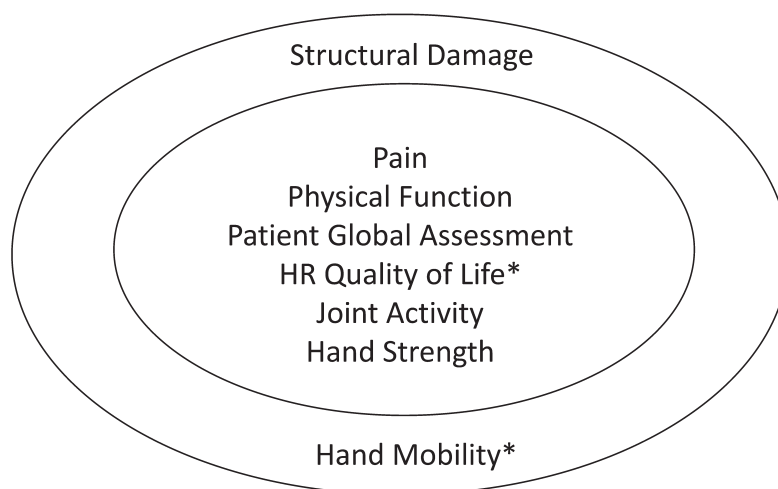 Structural Damage
Pain
Physical Function
Patient Global Assessment
HR Quality of Life*
Joint Activity
Hand Strength
Hand Mobility*